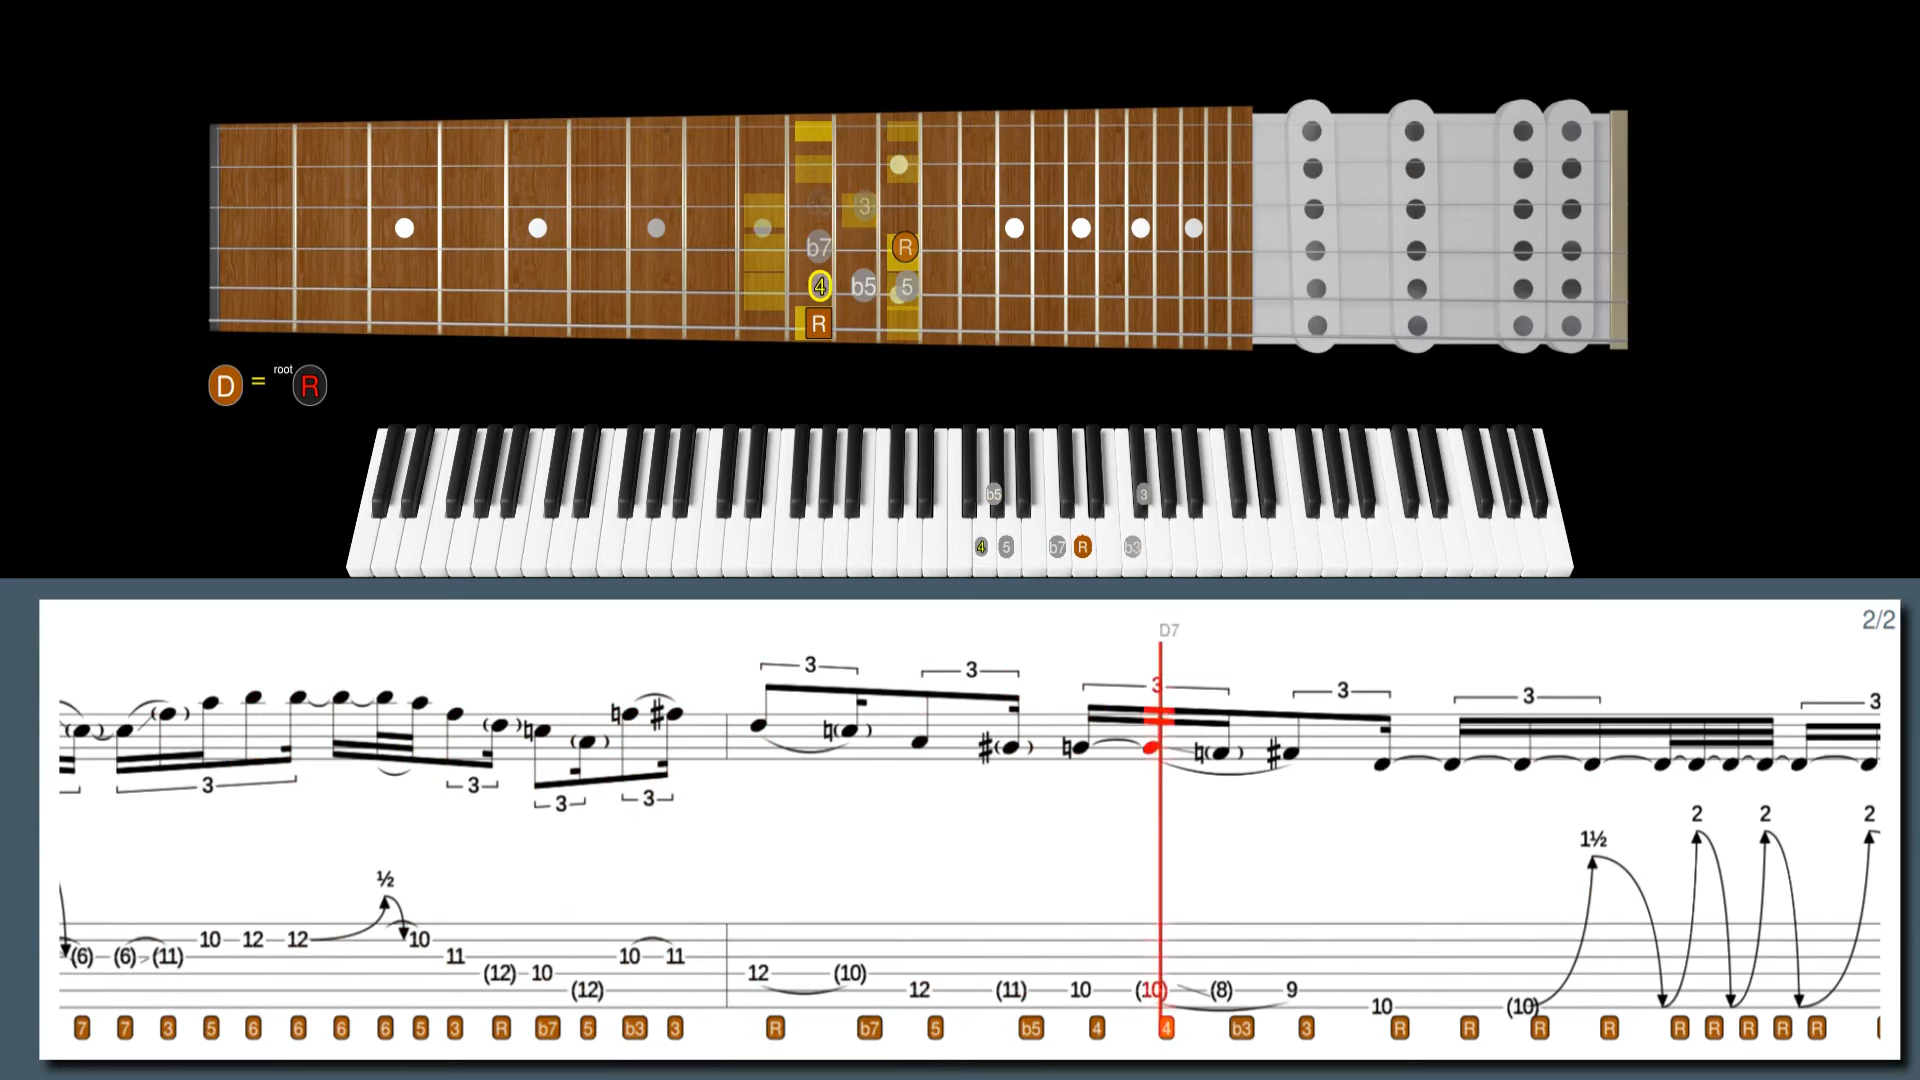 b3 3
b7 R
4 b5 5
R
D = root R
b5 3
4 5 b7 R b3
2/2
D7
3 3 3 3 3 3
3 3 3 3
2 2 2
1½
½
10 12 12 10
(6) (6) (11) 11 10 11
(12) 10 12 (10)
(12) 12 (11) 10 (10) (8) 9
10 (10)
7 7 3 5 6 6 6 6 5 3 R b7 5 b3 3 R b7 5 b5 4 4 b3 3 R R R R R R R R R